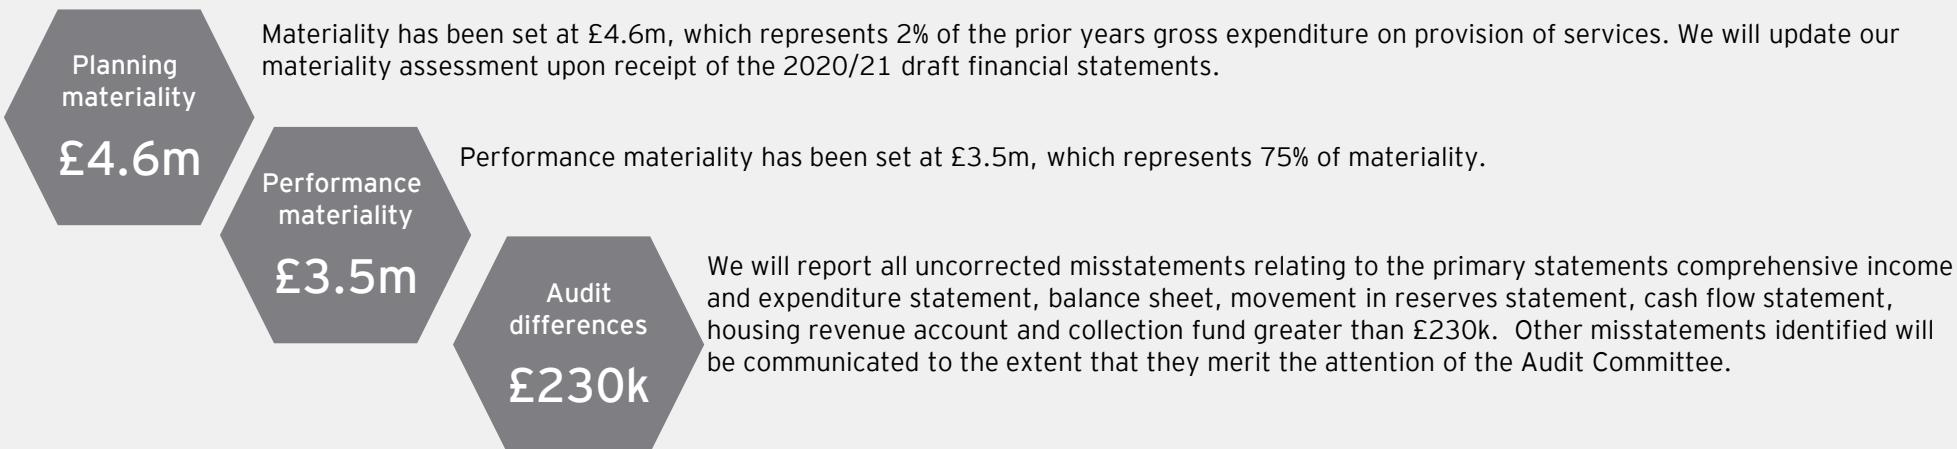 Planning
materiality
£4.6m
Materiality has been set at £4.6m, which represents 2% of the prior years gross expenditure on provision of services. We will update our
materiality assessment upon receipt of the 2020/21 draft financial statements.
Performance
materiality
£3.5m
Performance materiality has been set at £3.5m, which represents 75% of materiality.
Audit
differences
£230k
We will report all uncorrected misstatements relating to the primary statements comprehensive income
and expenditure statement, balance sheet, movement in reserves statement, cash flow statement,
housing revenue account and collection fund greater than £230k.  Other misstatements identified will
be communicated to the extent that they merit the attention of the Audit Committee.